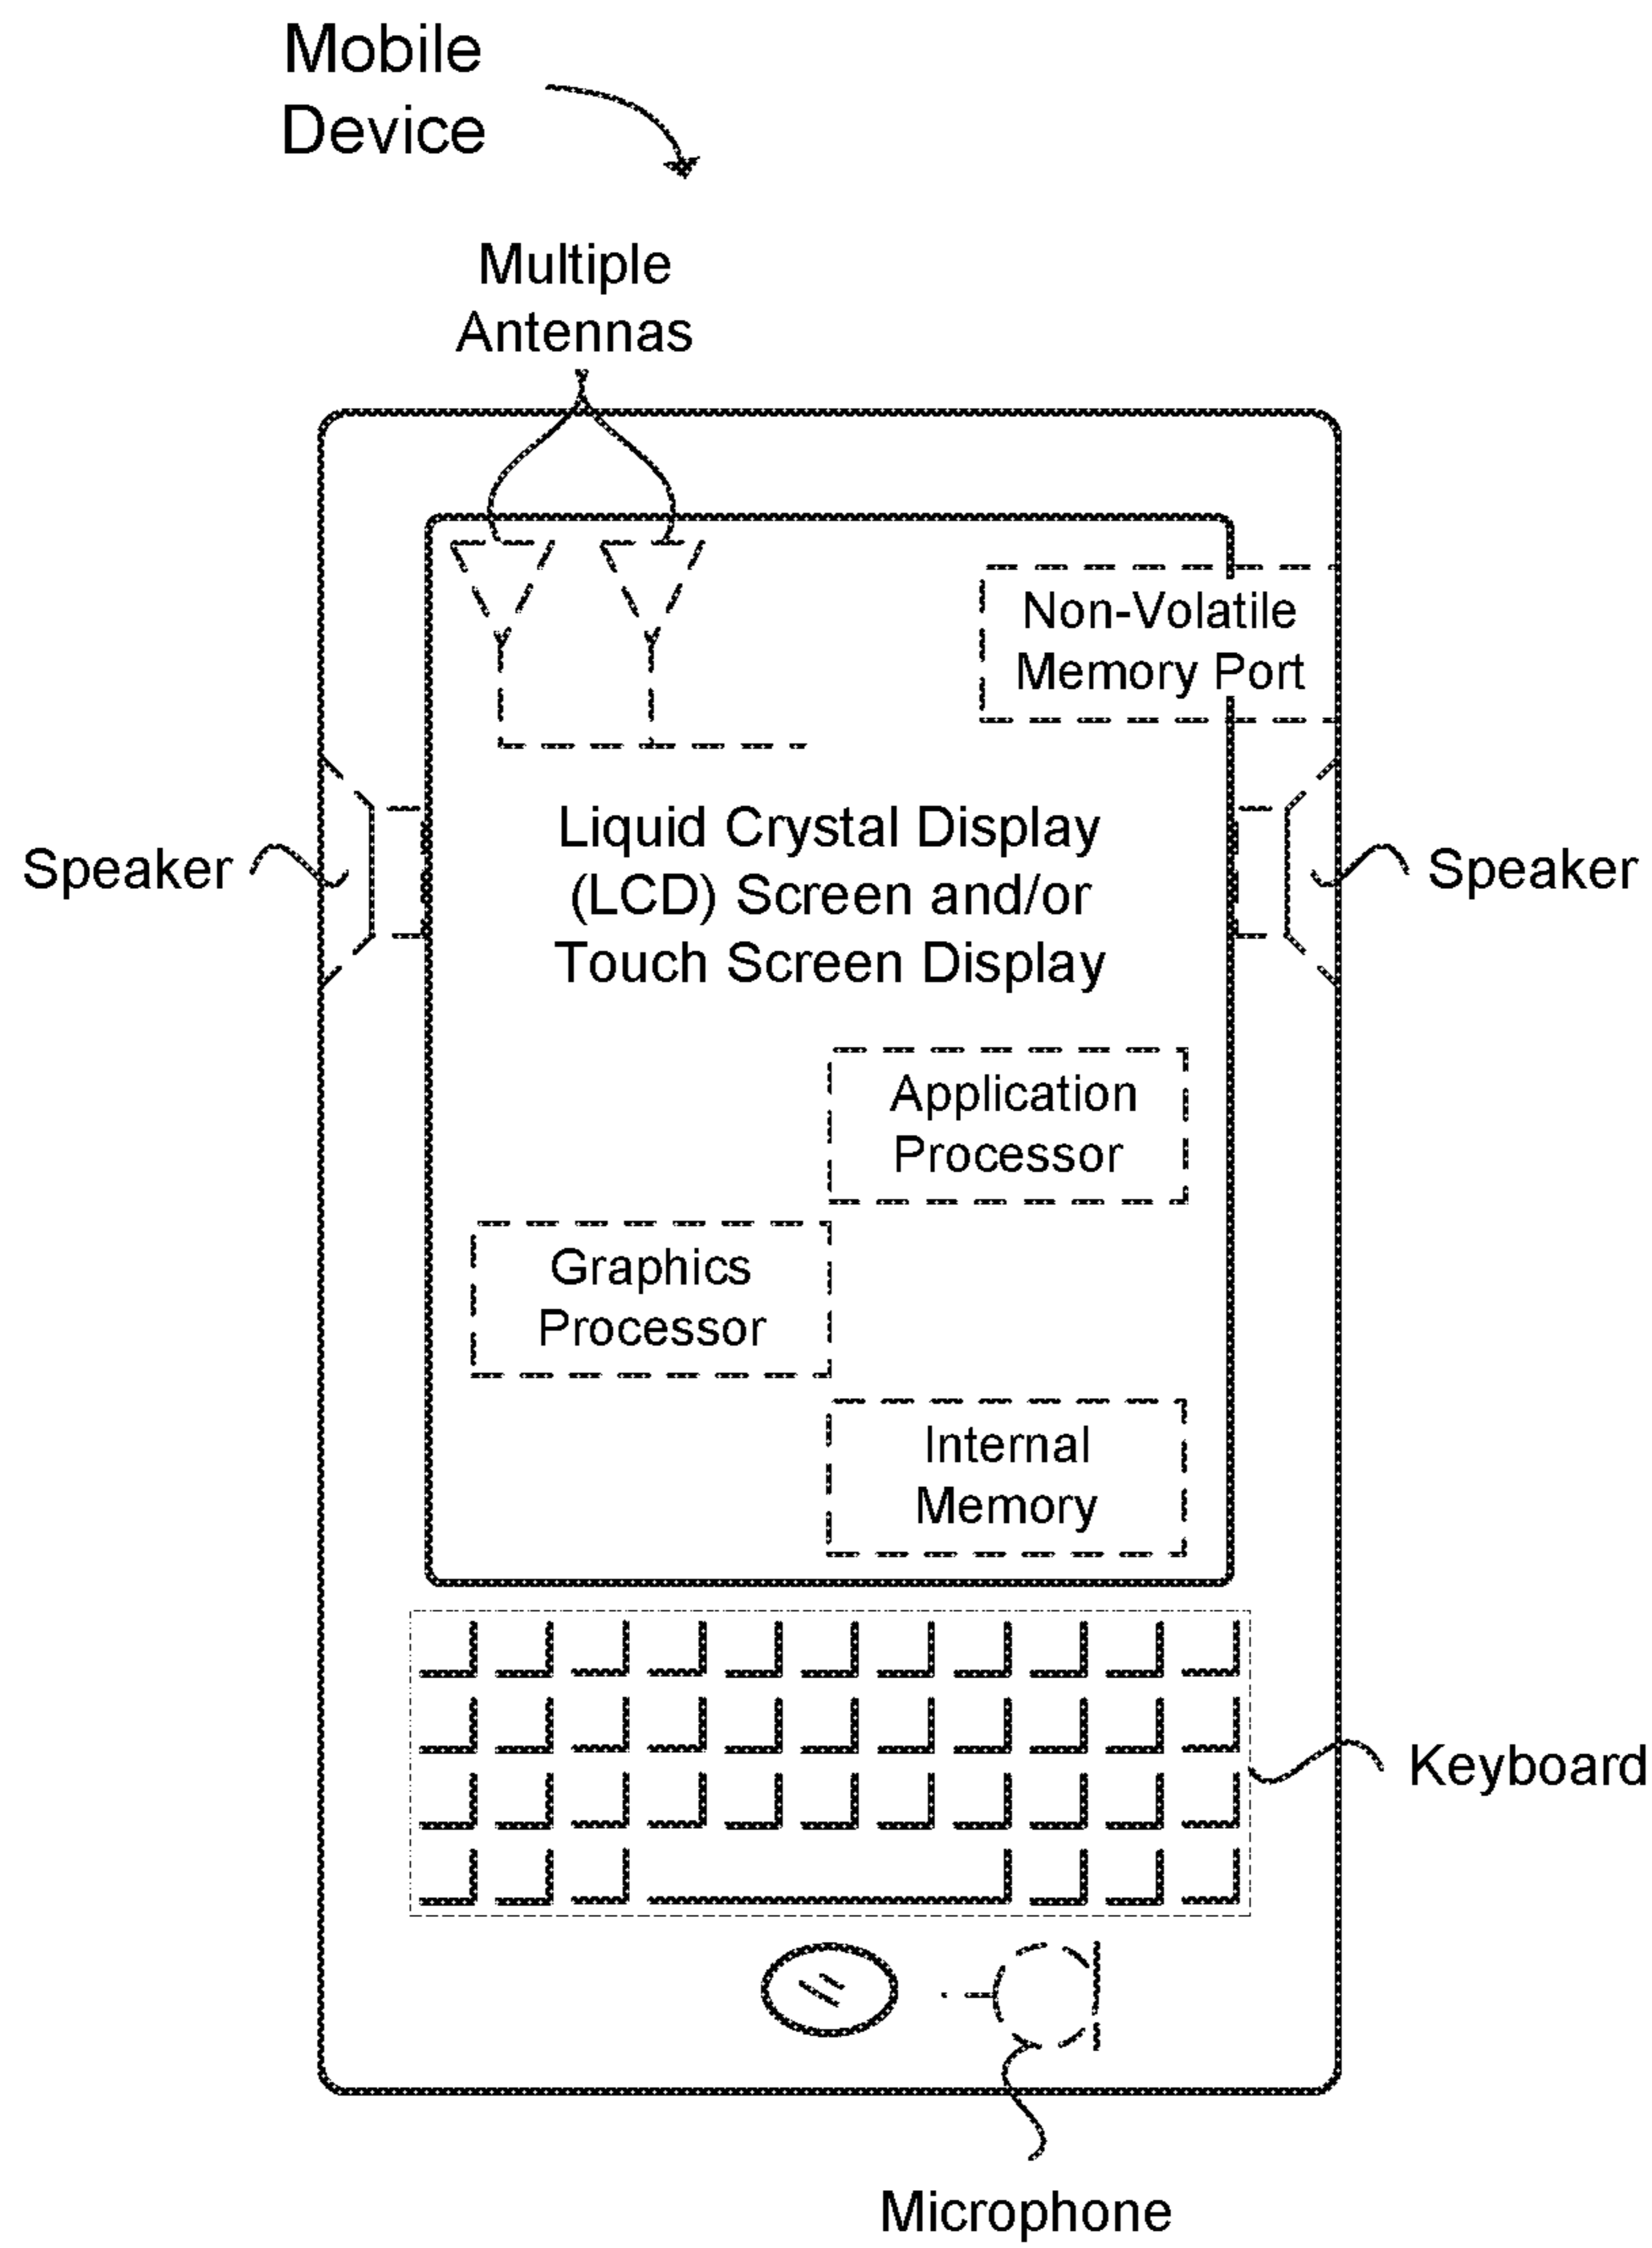 Mobile
Device
Multiple
Antennas
Non-Volatile
Memory Port
Speaker
Liquid Crystal Display
(LCD) Screen and/or
Touch Screen Display
Speaker
Application
Processor
Graphics
Processor
Internal
Memory
Keyboard
Microphone